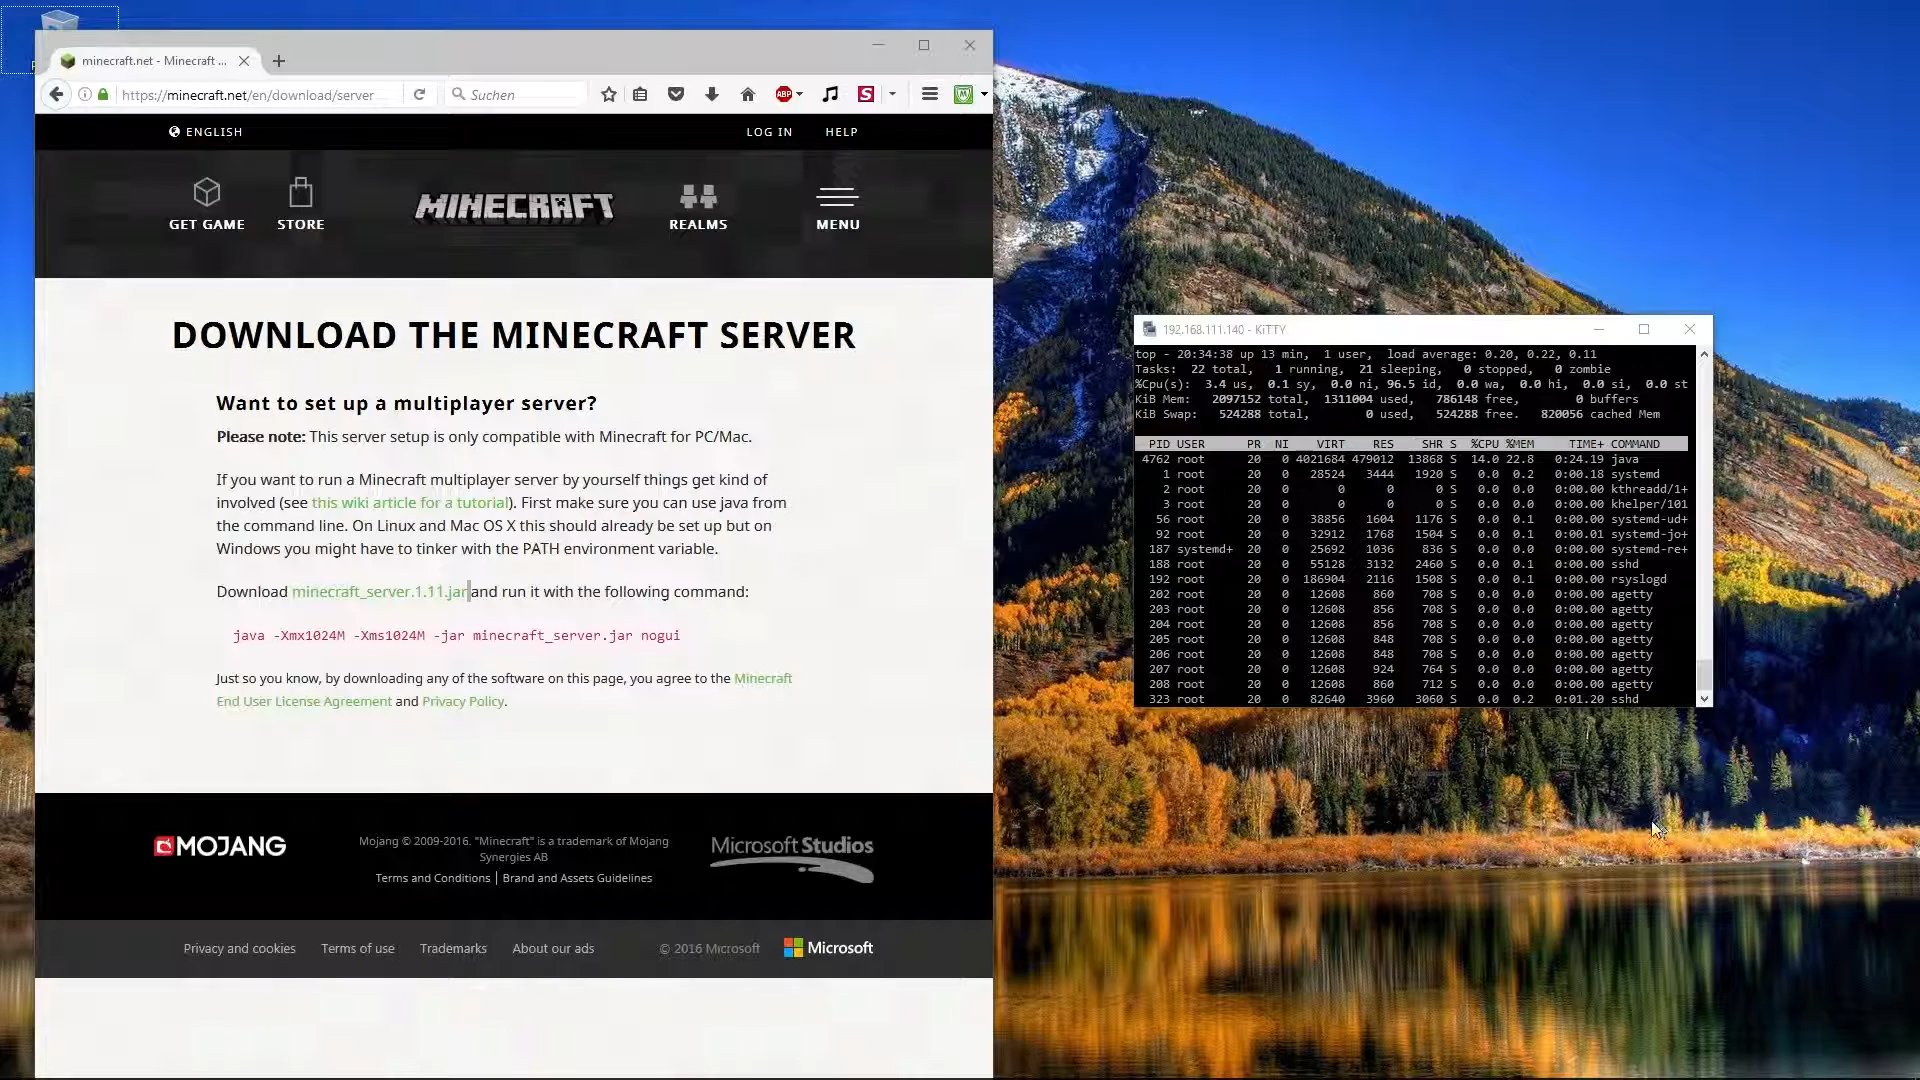 minecraft.net - Minecraft ...
https://minecraft.net/en/download/server
Suchen
ABP
S
ENGLISH
LOG IN HELP
GET GAME
STORE
MINECRAFT
REALMS
MENU
DOWNLOAD THE MINECRAFT SERVER
Want to set up a multiplayer server?
Please note: This server setup is only compatible with Minecraft for PC/Mac.
If you want to run a Minecraft multiplayer server by yourself things get kind of
involved (see this wiki article for a tutorial). First make sure you can use java from
the command line. On Linux and Mac OS X this should already be set up but on
Windows you might have to tinker with the PATH environment variable.
Download minecraft_server.1.11.jar and run it with the following command:
java -Xmx1024M -Xms1024M -jar minecraft_server.jar nogui
Just so you know, by downloading any of the software on this page, you agree to the Minecraft
End User License Agreement and Privacy Policy.
MOJANG
Mojang © 2009-2016. "Minecraft" is a trademark of Mojang
Synergies AB
Terms and Conditions | Brand and Assets Guidelines
Microsoft Studios
Privacy and cookies Terms of use Trademarks About our ads © 2016 Microsoft Microsoft
192.168.111.140 - KiTTY
top - 20:34:38 up 13 min, 1 user, load average: 0.20, 0.22, 0.11
Tasks: 22 total, 1 running, 21 sleeping, 0 stopped, 0 zombie
%Cpu(s): 3.4 us, 0.1 sy, 0.0 ni, 96.5 id, 0.0 wa, 0.0 hi, 0.0 si, 0.0 st
KiB Mem: 2097152 total, 1311004 used, 786148 free, 0 buffers
KiB Swap: 524288 total, 0 used, 524288 free. 820056 cached Mem
PID USER PR NI VIRT RES SHR S %CPU %MEM TIME+ COMMAND
4762 root 20 0 4021684 479012 13868 S 14.0 22.8 0:24.19 java
1 root 20 0 28524 3444 1920 S 0.0 0.2 0:00.18 systemd
2 root 20 0 0 0 0 S 0.0 0.0 0:00.00 kthreadd/1+
3 root 20 0 0 0 0 S 0.0 0.0 0:00.00 khelper/101
56 root 20 0 38856 1604 1176 S 0.0 0.1 0:00.00 systemd-ud+
92 root 20 0 32912 1768 1504 S 0.0 0.1 0:00.01 systemd-jo+
187 systemd+ 20 0 25692 1036 836 S 0.0 0.0 0:00.00 systemd-re+
188 root 20 0 55128 3132 2460 S 0.0 0.1 0:00.00 sshd
192 root 20 0 186904 2116 1508 S 0.0 0.1 0:00.00 rsyslogd
202 root 20 0 12608 860 708 S 0.0 0.0 0:00.00 agetty
203 root 20 0 12608 856 708 S 0.0 0.0 0:00.00 agetty
204 root 20 0 12608 856 708 S 0.0 0.0 0:00.00 agetty
205 root 20 0 12608 848 708 S 0.0 0.0 0:00.00 agetty
206 root 20 0 12608 848 708 S 0.0 0.0 0:00.00 agetty
207 root 20 0 12608 924 764 S 0.0 0.0 0:00.00 agetty
208 root 20 0 12608 860 712 S 0.0 0.0 0:00.00 agetty
323 root 20 0 82640 3960 3060 S 0.0 0.2 0:01.20 sshd